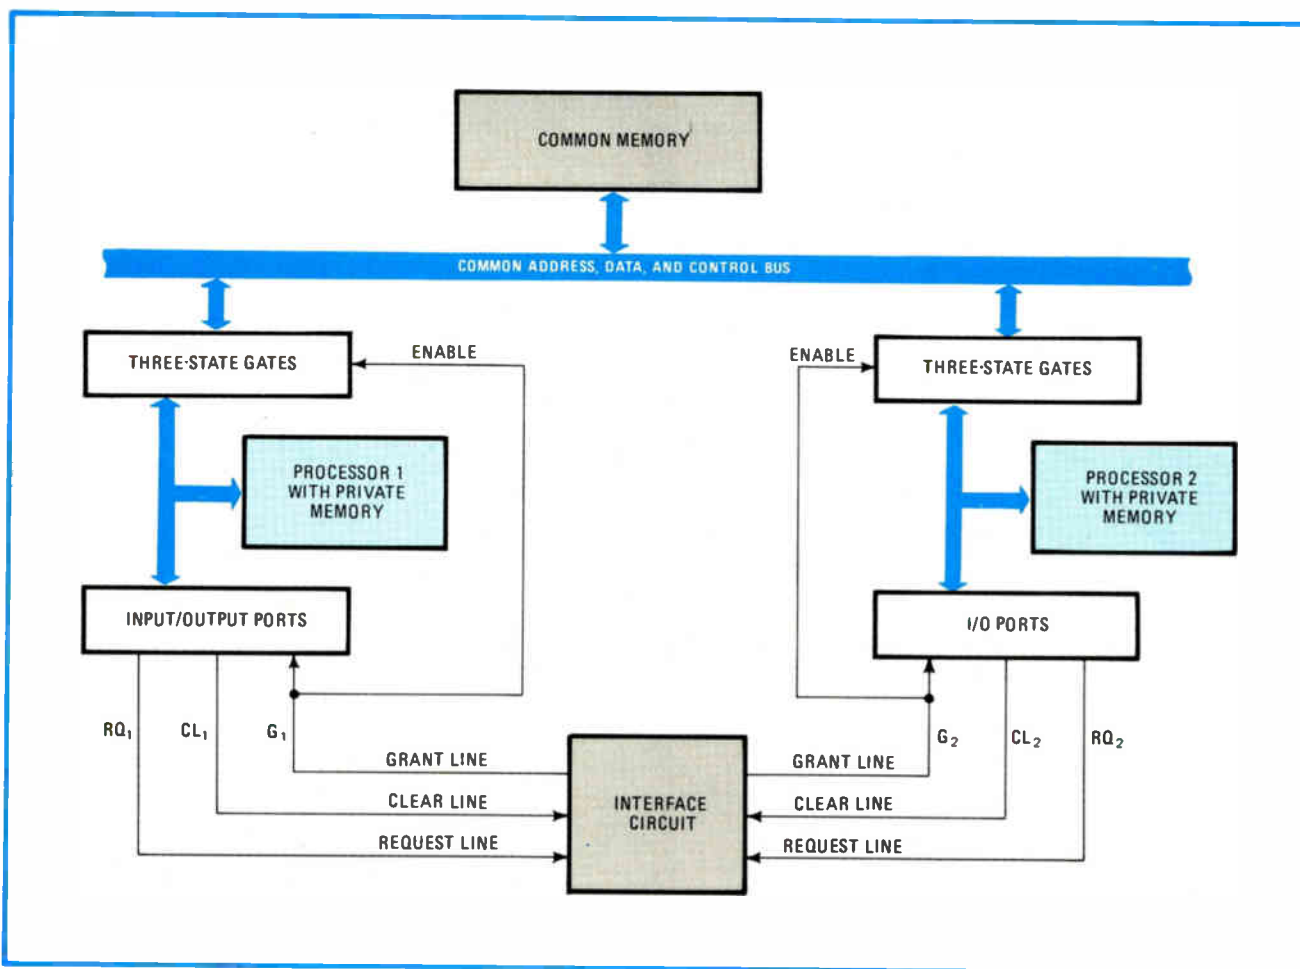 COMMON MEMORY
COMMON ADDRESS, DATA, AND CONTROL BUS
THREE-STATE GATES
ENABLE
ENABLE
THREE-STATE GATES
PROCESSOR 1
WITH PRIVATE
MEMORY
PROCESSOR 2
WITH PRIVATE
MEMORY
INPUT/OUTPUT PORTS
I/O PORTS
RQ₁
CL₁
G₁
G₂
CL₂
RQ₂
GRANT LINE
GRANT LINE
CLEAR LINE
INTERFACE
CIRCUIT
CLEAR LINE
REQUEST LINE
REQUEST LINE